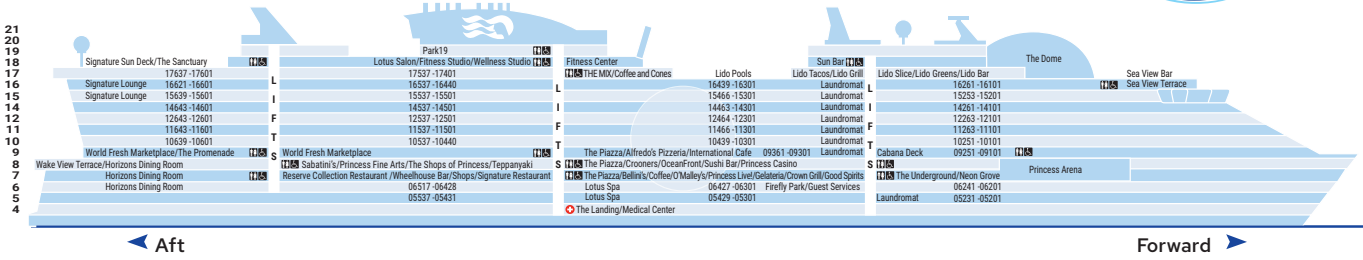 21
20
19 Park19
18 Signature Sun Deck/The Sanctuary Lotus Salon/Fitness Studio/Wellness Studio Fitness Center Sun Bar The Dome
17 17637 -17601 17537 -17401 THE MIX/Coffee and Cones Lido Pools Lido Tacos/Lido Grill Lido Slice/Lido Greens/Lido Bar Sea View Bar
16 Signature Lounge 16621 -16601 16537 -16440 16439 -16301 Laundromat 16261 -16101 Sea View Terrace
15 Signature Lounge 15639 -15601 15537 -15501 15466 -15301 Laundromat 15253 -15201
14 14643 -14601 14537 -14501 14463 -14301 Laundromat 14261 -14101
12 12643 -12601 12537 -12501 12464 -12301 Laundromat 12263 -12101
11 11643 -11601 11537 -11501 11466 -11301 Laundromat 11263 -11101
10 10639 -10601 10537 -10440 10439 -10301 Laundromat 10251 -10101
9 World Fresh Marketplace/The Promenade World Fresh Marketplace The Piazza/Alfredo's Pizzeria/International Cafe 09361 -09301 Laundromat Cabana Deck 09251 -09101
8 Wake View Terrace/Horizons Dining Room Sabatini's/Princess Fine Arts/The Shops of Princess/Teppanyaki The Piazza/Crooners/OceanFront/Sushi Bar/Princess Casino
7 Horizons Dining Room Reserve Collection Restaurant /Wheelhouse Bar/Shops/Signature Restaurant The Piazza/Bellini's/Coffee/O'Malley's/Princess Live!/Gelateria/Crown Grill/Good Spirits The Underground/Neon Grove Princess Arena
6 Horizons Dining Room 06517 -06428 Lotus Spa 06427 -06301 Firefly Park/Guest Services 06241 -06201
5 05537 -05431 Lotus Spa 05429 -05301 Laundromat 05231 -05201
4 The Landing/Medical Center
LIFTS
LIFTS
LIFTS
Aft Forward